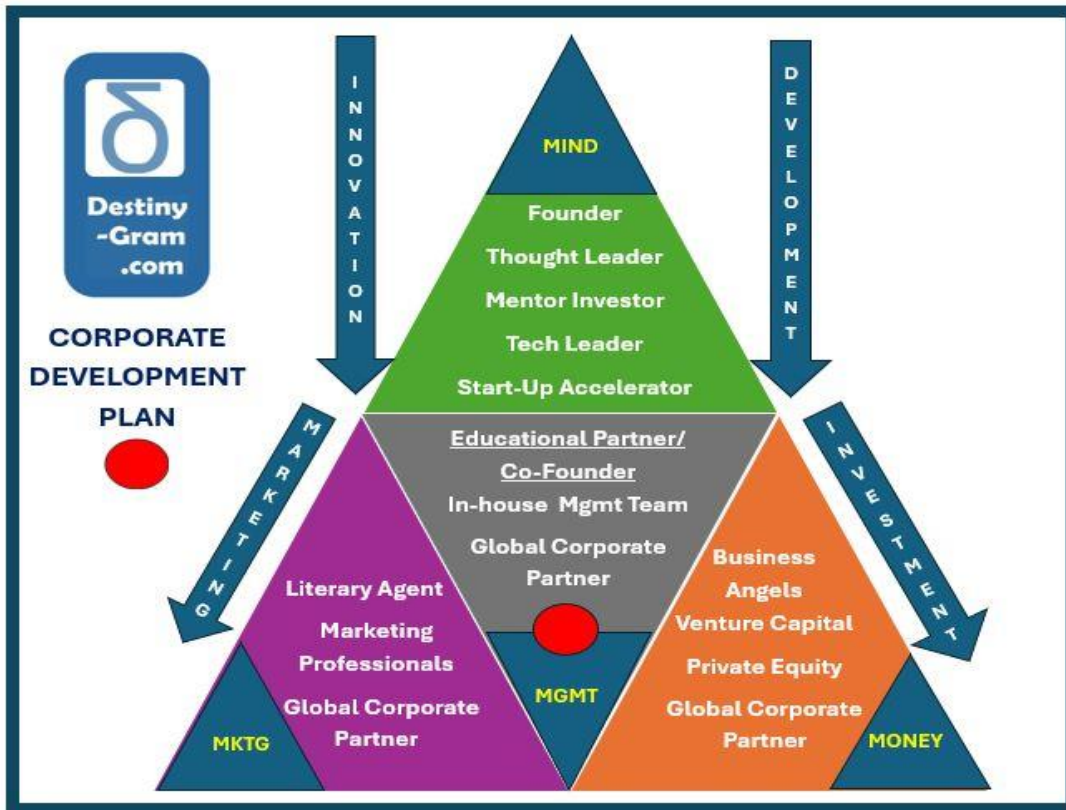 δ
Destiny
-Gram
.com
CORPORATE
DEVELOPMENT
PLAN
INNOVATION
DEVELOPMENT
MARKETING
INVESTMENT
MIND
Founder
Thought Leader
Mentor Investor
Tech Leader
Start-Up Accelerator
Educational Partner/
Co-Founder
In-house Mgmt Team
Global Corporate
Partner
MGMT
Literary Agent
Marketing
Professionals
Global Corporate
Partner
MKTG
Business
Angels
Venture Capital
Private Equity
Global Corporate
Partner
MONEY